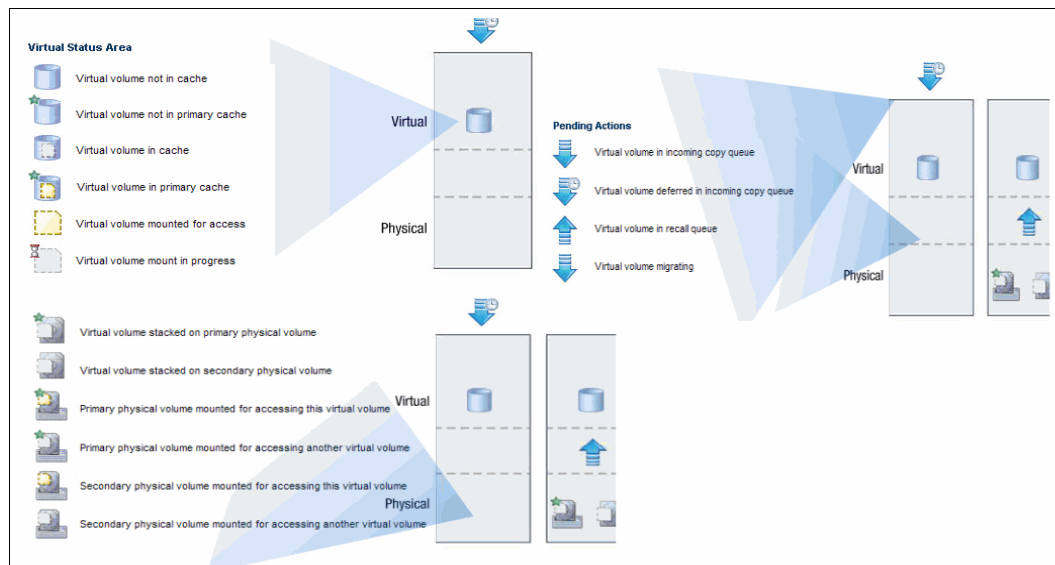 Virtual Status Area
Virtual volume not in cache
Virtual volume not in primary cache
Virtual volume in cache
Virtual volume in primary cache
Virtual volume mounted for access
Virtual volume mount in progress
Virtual
Physical
Pending Actions
Virtual volume in incoming copy queue
Virtual volume deferred in incoming copy queue
Virtual volume in recall queue
Virtual volume migrating
Virtual
Physical
Virtual volume stacked on primary physical volume
Virtual volume stacked on secondary physical volume
Primary physical volume mounted for accessing this virtual volume
Primary physical volume mounted for accessing another virtual volume
Secondary physical volume mounted for accessing this virtual volume
Secondary physical volume mounted for accessing another virtual volume
Virtual
Physical